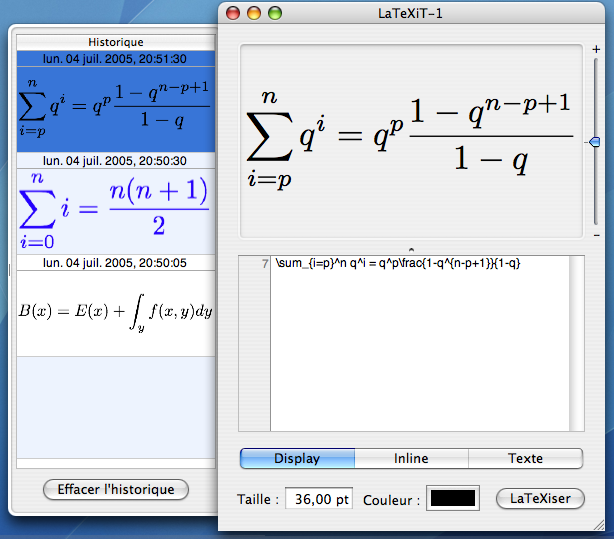 Historique
lun. 04 juil. 2005, 20:51:30
\sum_{i=p}^{n} q^i = q^p \frac{1-q^{n-p+1}}{1-q}
lun. 04 juil. 2005, 20:50:30
\sum_{i=0}^{n} i = \frac{n(n+1)}{2}
lun. 04 juil. 2005, 20:50:05
B(x) = E(x) + \int_y f(x,y)dy
Effacer l'historique
LaTeXiT-1
\sum_{i=p}^{n} q^i = q^p \frac{1-q^{n-p+1}}{1-q}
+
-
7 \sum_{i=p}^n q^i = q^p\frac{1-q^{n-p+1}}{1-q}
Display Inline Texte
Taille : 36,00 pt Couleur : LaTeXiser